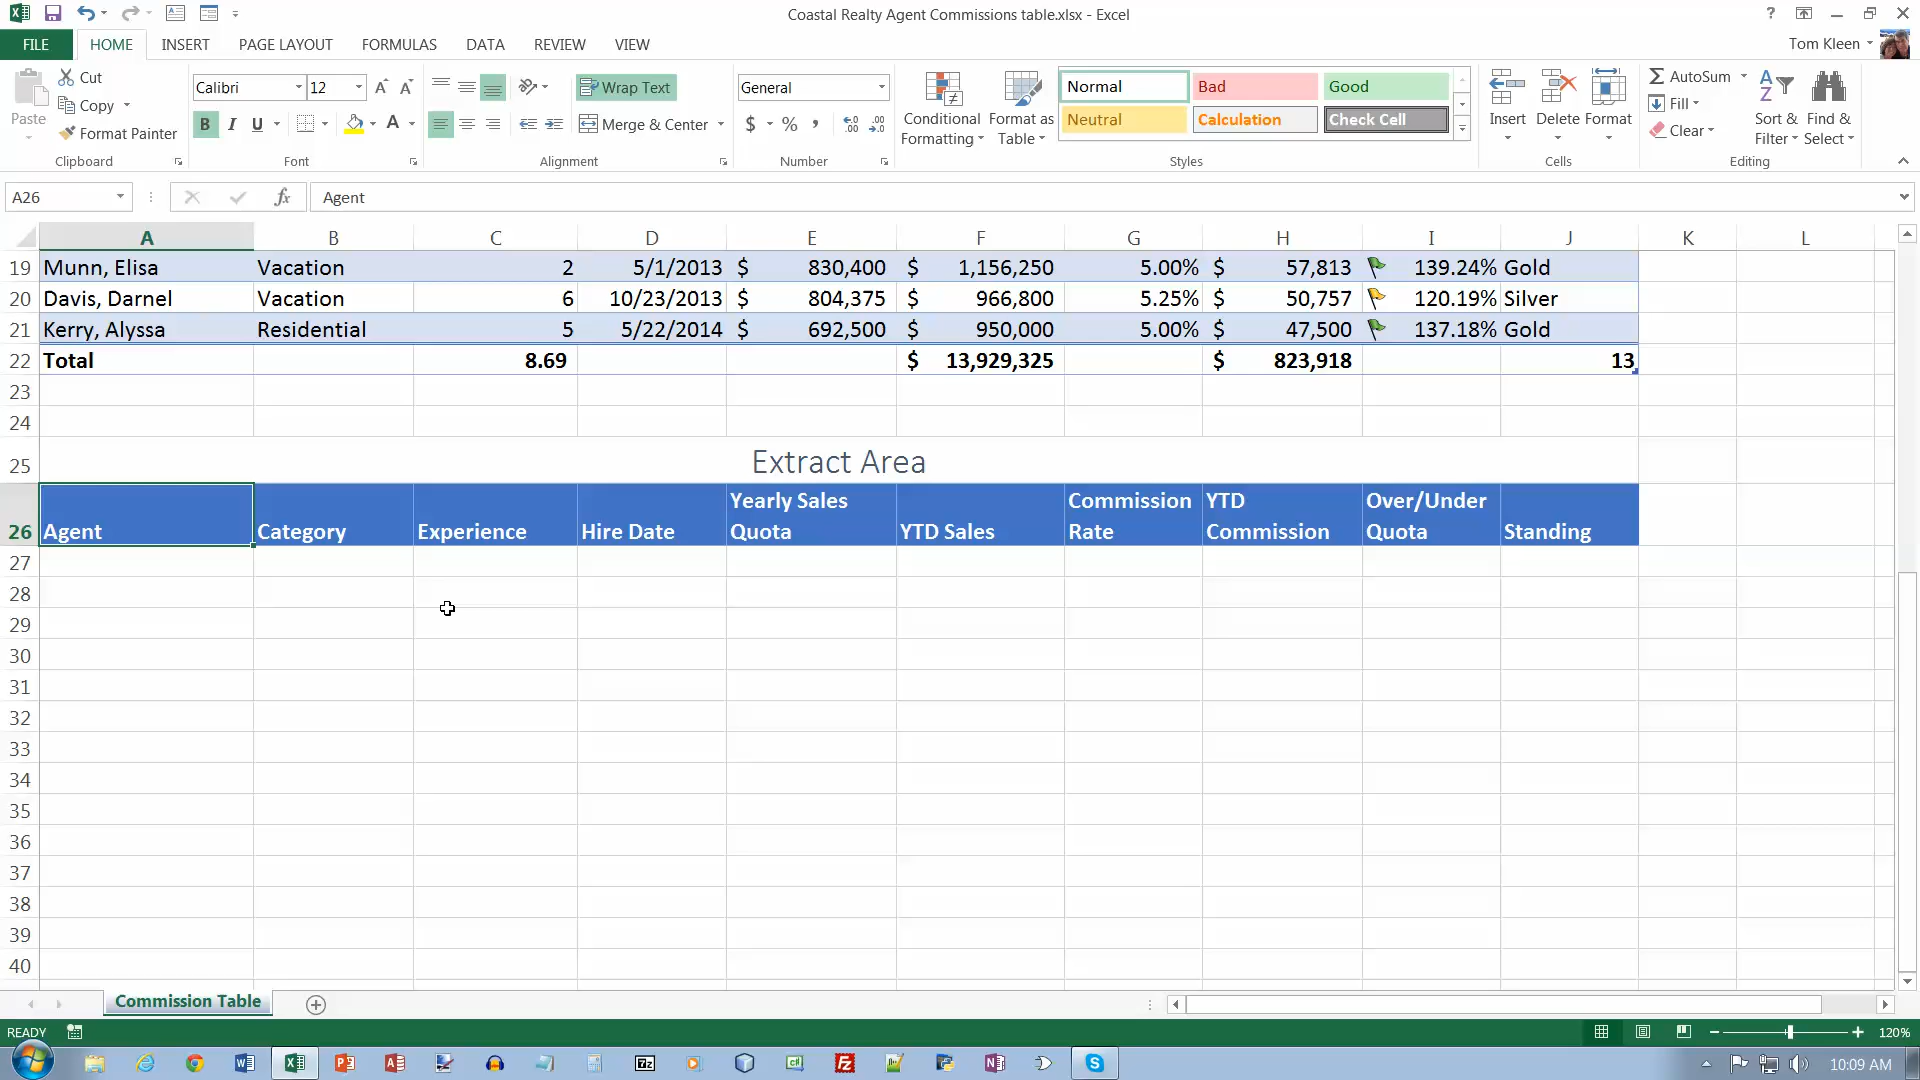 Coastal Realty Agent Commissions table.xlsx - Excel
FILE HOME INSERT PAGE LAYOUT FORMULAS DATA REVIEW VIEW Tom Kleen
Paste Cut Copy Format Painter
Clipboard
Calibri 12
B I U A
Font
Wrap Text
Merge & Center
Alignment
General
$ % ,
Number
Conditional Formatting
Format as Table
Normal Bad Good
Neutral Calculation Check Cell
Styles
Insert Delete Format
Cells
AutoSum
Fill
Clear
Sort & Filter
Find & Select
Editing
A26 fx Agent
A B C D E F G H I J K L
19 Munn, Elisa Vacation 2 5/1/2013 $ 830,400 $ 1,156,250 5.00% $ 57,813 139.24% Gold
20 Davis, Darnel Vacation 6 10/23/2013 $ 804,375 $ 966,800 5.25% $ 50,757 120.19% Silver
21 Kerry, Alyssa Residential 5 5/22/2014 $ 692,500 $ 950,000 5.00% $ 47,500 137.18% Gold
22 Total 8.69 $ 13,929,325 $ 823,918 13
23
24
25 Extract Area
26 Agent Category Experience Hire Date Yearly Sales Quota YTD Sales Commission Rate YTD Commission Over/Under Quota Standing
27
28
29
30
31
32
33
34
35
36
37
38
39
40
Commission Table
READY 120%
10:09 AM